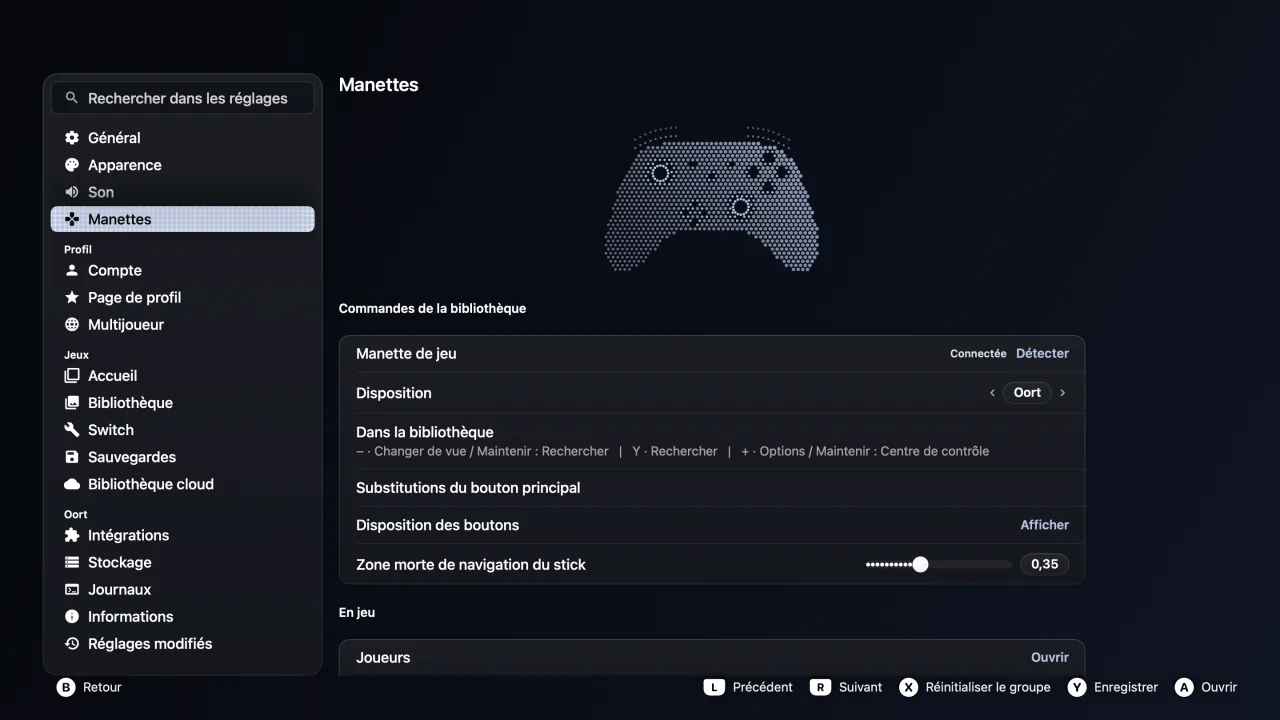 Rechercher dans les réglages
Général
Apparence
Son
Manettes
Profil
Compte
Page de profil
Multijoueur
Jeux
Accueil
Bibliothèque
Switch
Sauvegardes
Bibliothèque cloud
Oort
Intégrations
Stockage
Journaux
Informations
Réglages modifiés
Manettes
Commandes de la bibliothèque
Manette de jeu Connectée Détecter
Disposition ‹ Oort ›
Dans la bibliothèque
− · Changer de vue / Maintenir : Rechercher | Y · Rechercher | + · Options / Maintenir : Centre de contrôle
Substitutions du bouton principal
Disposition des boutons Afficher
Zone morte de navigation du stick 0,35
En jeu
Joueurs Ouvrir
B Retour L Précédent R Suivant X Réinitialiser le groupe Y Enregistrer A Ouvrir